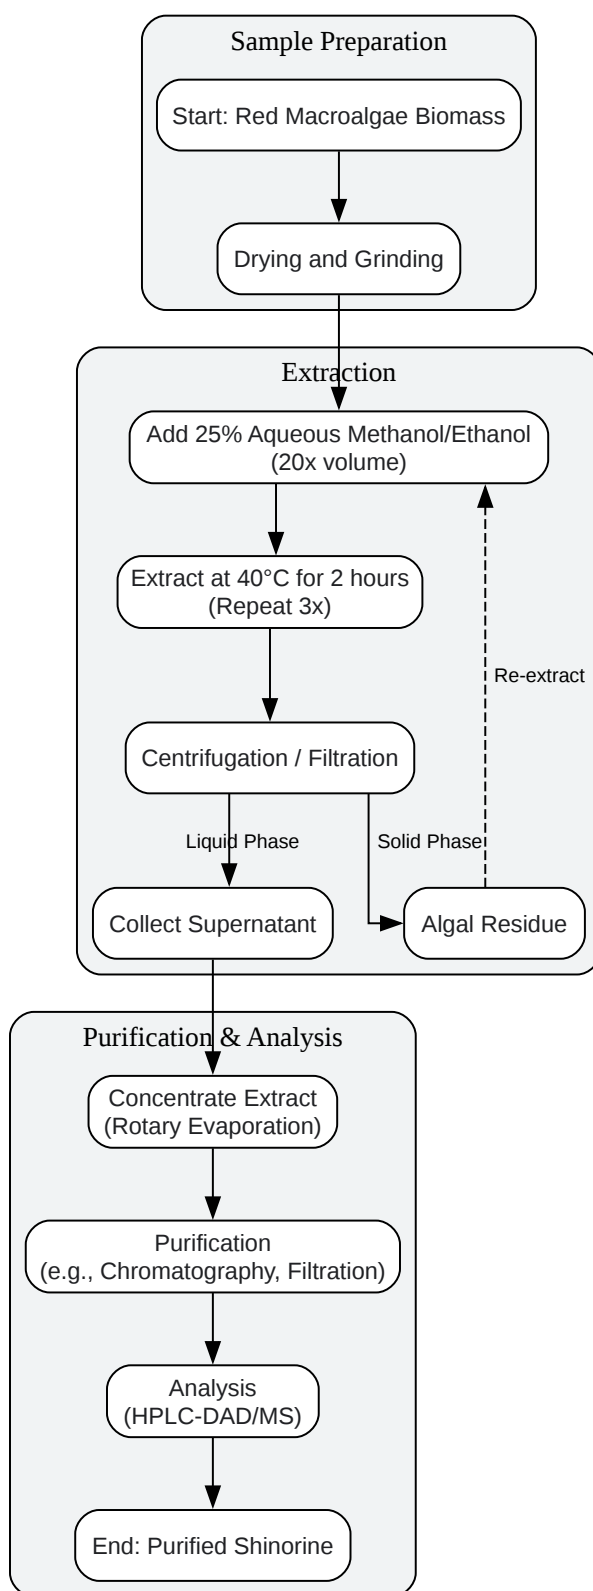 Sample Preparation
Start: Red Macroalgae Biomass
Drying and Grinding
Extraction
Add 25% Aqueous Methanol/Ethanol
(20x volume)
Extract at 40°C for 2 hours
(Repeat 3x)
Re-extract
Centrifugation / Filtration
Liquid Phase
Solid Phase
Collect Supernatant
Algal Residue
Purification & Analysis
Concentrate Extract
(Rotary Evaporation)
Purification
(e.g., Chromatography, Filtration)
Analysis
(HPLC-DAD/MS)
End: Purified Shinorine